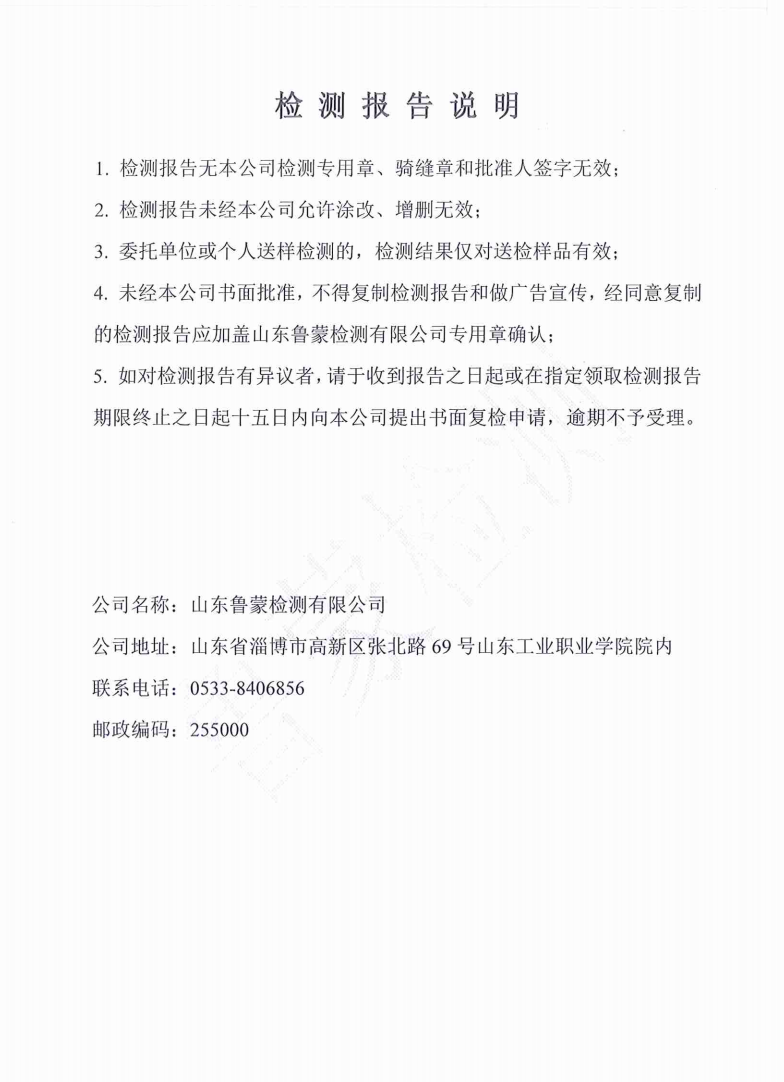 检测报告说明
1. 检测报告无本公司检测专用章、骑缝章和批准人签字无效；
2. 检测报告未经本公司允许涂改、增删无效；
3. 委托单位或个人送样检测的，检测结果仅对送检样品有效；
4. 未经本公司书面批准，不得复制检测报告和做广告宣传，经同意复制
的检测报告应加盖山东鲁蒙检测有限公司专用章确认；
5. 如对检测报告有异议者，请于收到报告之日起或在指定领取检测报告
期限终止之日起十五日内向本公司提出书面复检申请，逾期不予受理。
鲁蒙检测
公司名称：山东鲁蒙检测有限公司
公司地址：山东省淄博市高新区张北路 69 号山东工业职业学院院内
联系电话：0533-8406856
邮政编码：255000